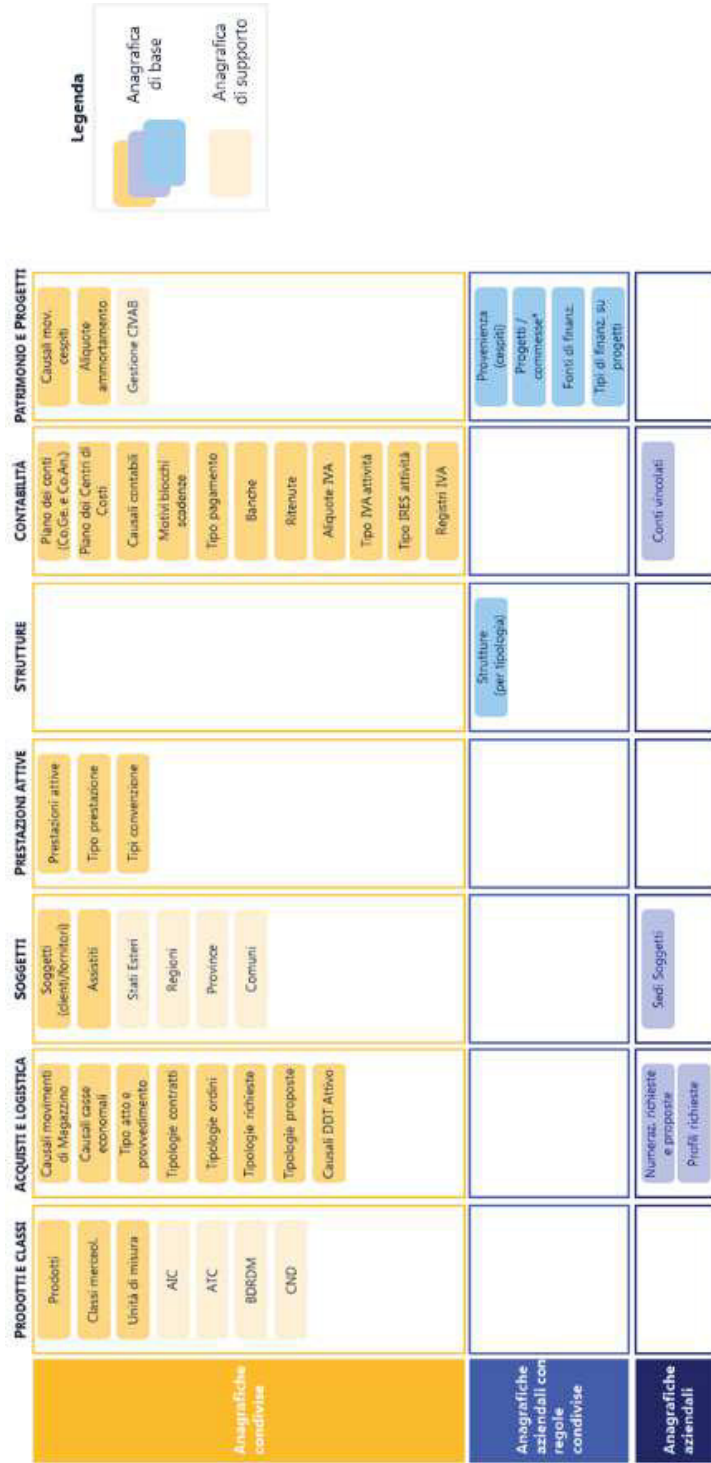 Legenda
Anagrafica
di base
Anagrafica
di supporto
PRODOTTI E CLASSI
ACQUISTI E LOGISTICA
SOGGETTI
PRESTAZIONI ATTIVE
STRUTTURE
CONTABILITÀ
PATRIMONIO E PROGETTI
Anagrafiche
condivise
Prodotti
Classi merceol.
Unità di misura
AIC
ATC
BDRDM
CND
Causali movimenti
di Magazzino
Causali casse
economali
Tipo atto e
provvedimento
Tipologie contratti
Tipologie ordini
Tipologie richieste
Tipologie proposte
Causali DDT Attivo
Soggetti
(clienti/fornitori)
Assistiti
Stati Esteri
Regioni
Province
Comuni
Prestazioni attive
Tipo prestazione
Tipi convenzione
Piano dei conti
(Co.Ge. e Co.An.)
Piano dei Centri di
Costi
Causali contabili
Motivi blocchi
scadenze
Tipo pagamento
Banche
Ritenute
Aliquote IVA
Tipo IVA attività
Tipo IRES attività
Registri IVA
Causali mov.
cespiti
Aliquote
ammortamento
Gestione CIVAB
Anagrafiche
aziendali con
regole
condivise
Strutture
(per tipologia)
Provenienza
(cespiti)
Progetti /
commesse*
Fonti di finanz.
Tipi di finanz. su
progetti
Anagrafiche
aziendali
Numeraz. richieste
e proposte
Profili richieste
Sedi Soggetti
Conti vincolati